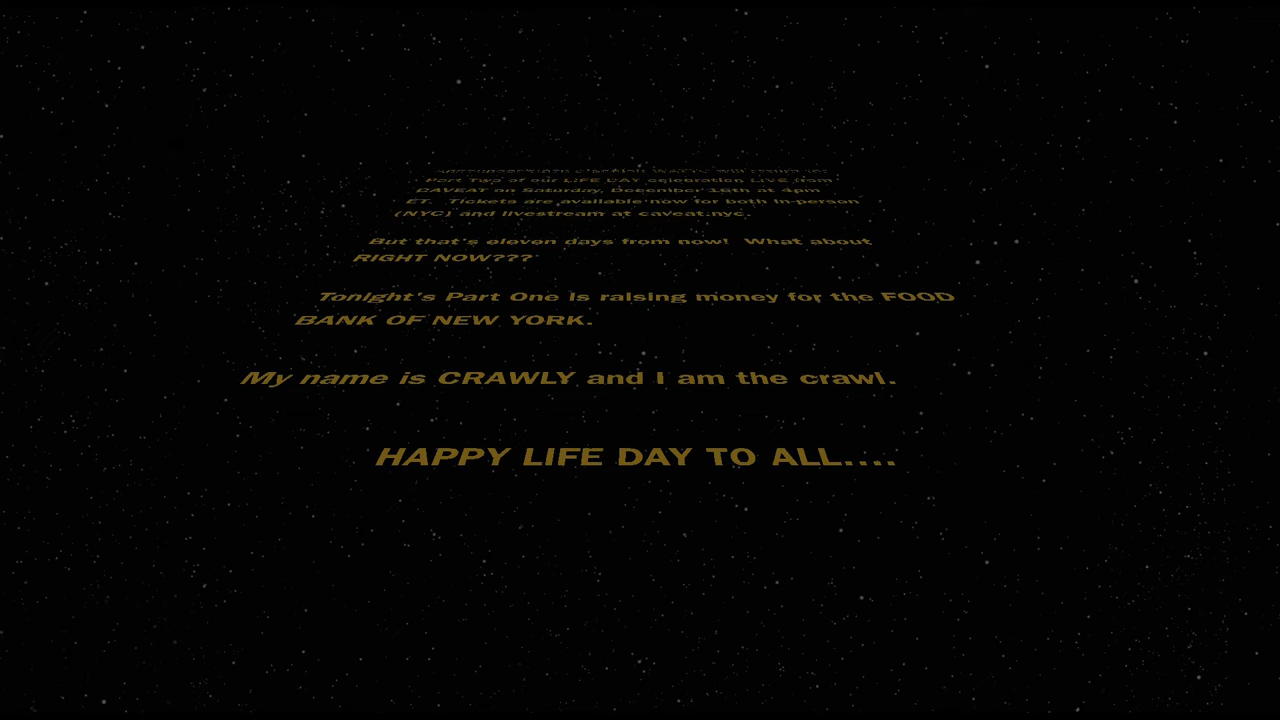 Part Two of our LIFE DAY celebration LIVE from
CAVEAT on Saturday, December 16th at 4pm
ET.  Tickets are available now for both in-person
(NYC) and livestream at caveat.nyc.
But that's eleven days from now!  What about
RIGHT NOW???
Tonight's Part One is raising money for the FOOD
BANK OF NEW YORK.
My name is CRAWLY and I am the crawl.
HAPPY LIFE DAY TO ALL....